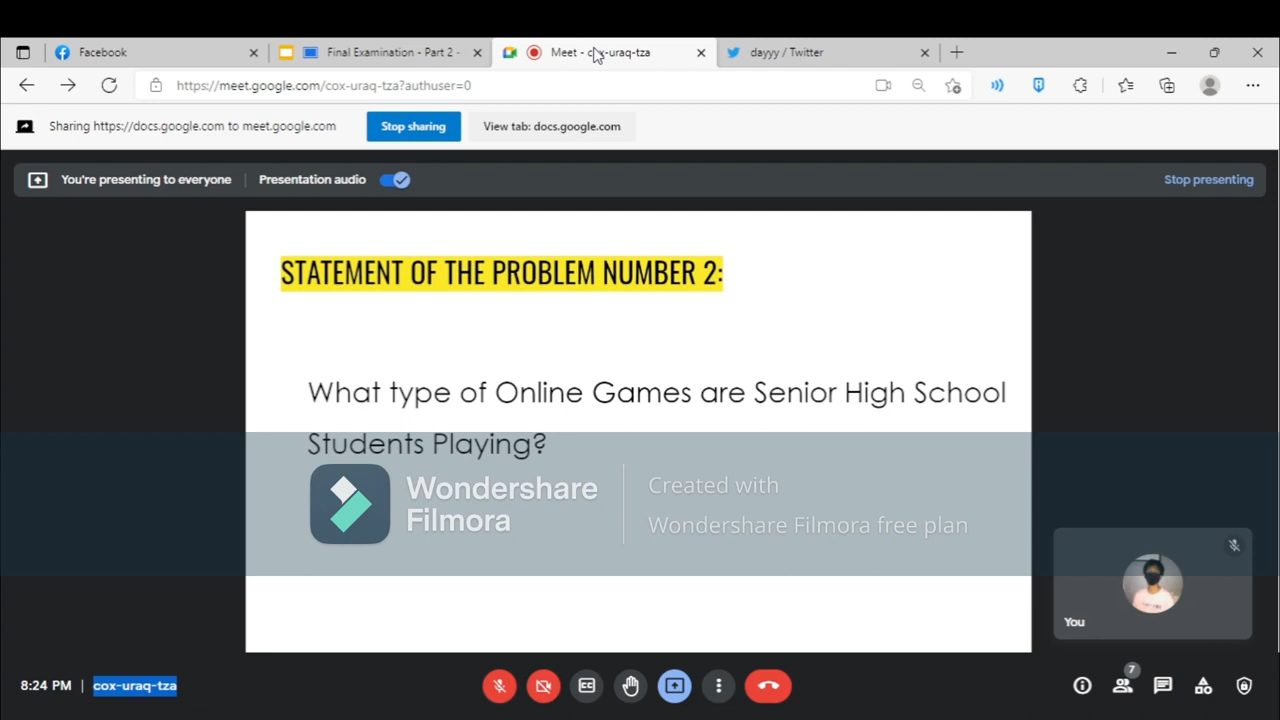 Facebook
Final Examination - Part 2 -
Meet - cox-uraq-tza
dayyy / Twitter
https://meet.google.com/cox-uraq-tza?authuser=0
Sharing https://docs.google.com to meet.google.com
Stop sharing
View tab: docs.google.com
You're presenting to everyone
Presentation audio
Stop presenting
STATEMENT OF THE PROBLEM NUMBER 2:
What type of Online Games are Senior High School
Students Playing?
Wondershare
Filmora
Created with
Wondershare Filmora free plan
You
8:24 PM | cox-uraq-tza
7